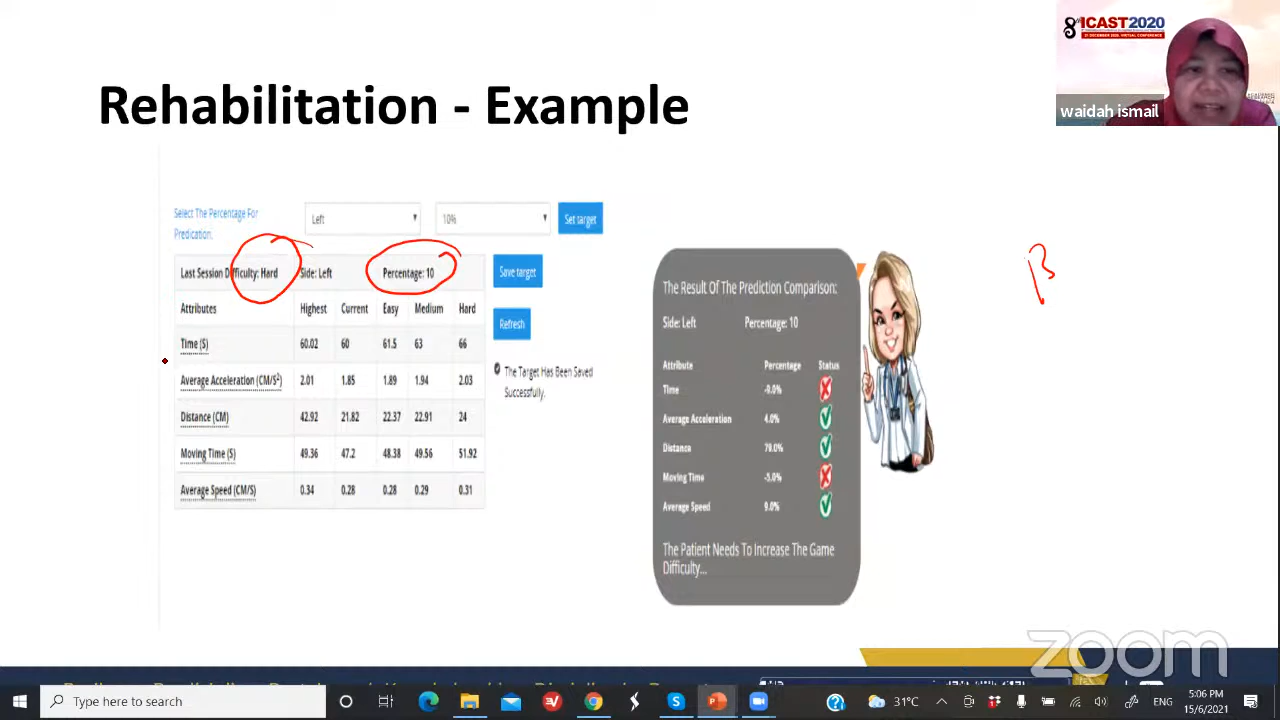 8th ICAST2020
waidah ismail
Rehabilitation - Example
Select The Percentage For
Predication:
Left
10%
Set target
Last Session Difficulty: Hard Side: Left Percentage: 10
Save target
Attributes Highest Current Easy Medium Hard
Refresh
Time (S) 60.02 60 61.5 63 66
Average Acceleration (CM/S²) 2.01 1.85 1.89 1.94 2.03
Distance (CM) 42.92 21.82 22.37 22.91 24
Moving Time (S) 49.36 47.2 48.38 49.56 51.92
Average Speed (CM/S) 0.34 0.28 0.28 0.29 0.31
The Target Has Been Saved
Successfully.
The Result Of The Prediction Comparison:
Side: Left Percentage: 10
Attribute Percentage Status
Time -9.0%
Average Acceleration 4.0%
Distance 79.0%
Moving Time -5.0%
Average Speed 9.0%
The Patient Needs To Increase The Game
Difficulty...
zoom
Type here to search
31°C
ENG
5:06 PM
15/6/2021